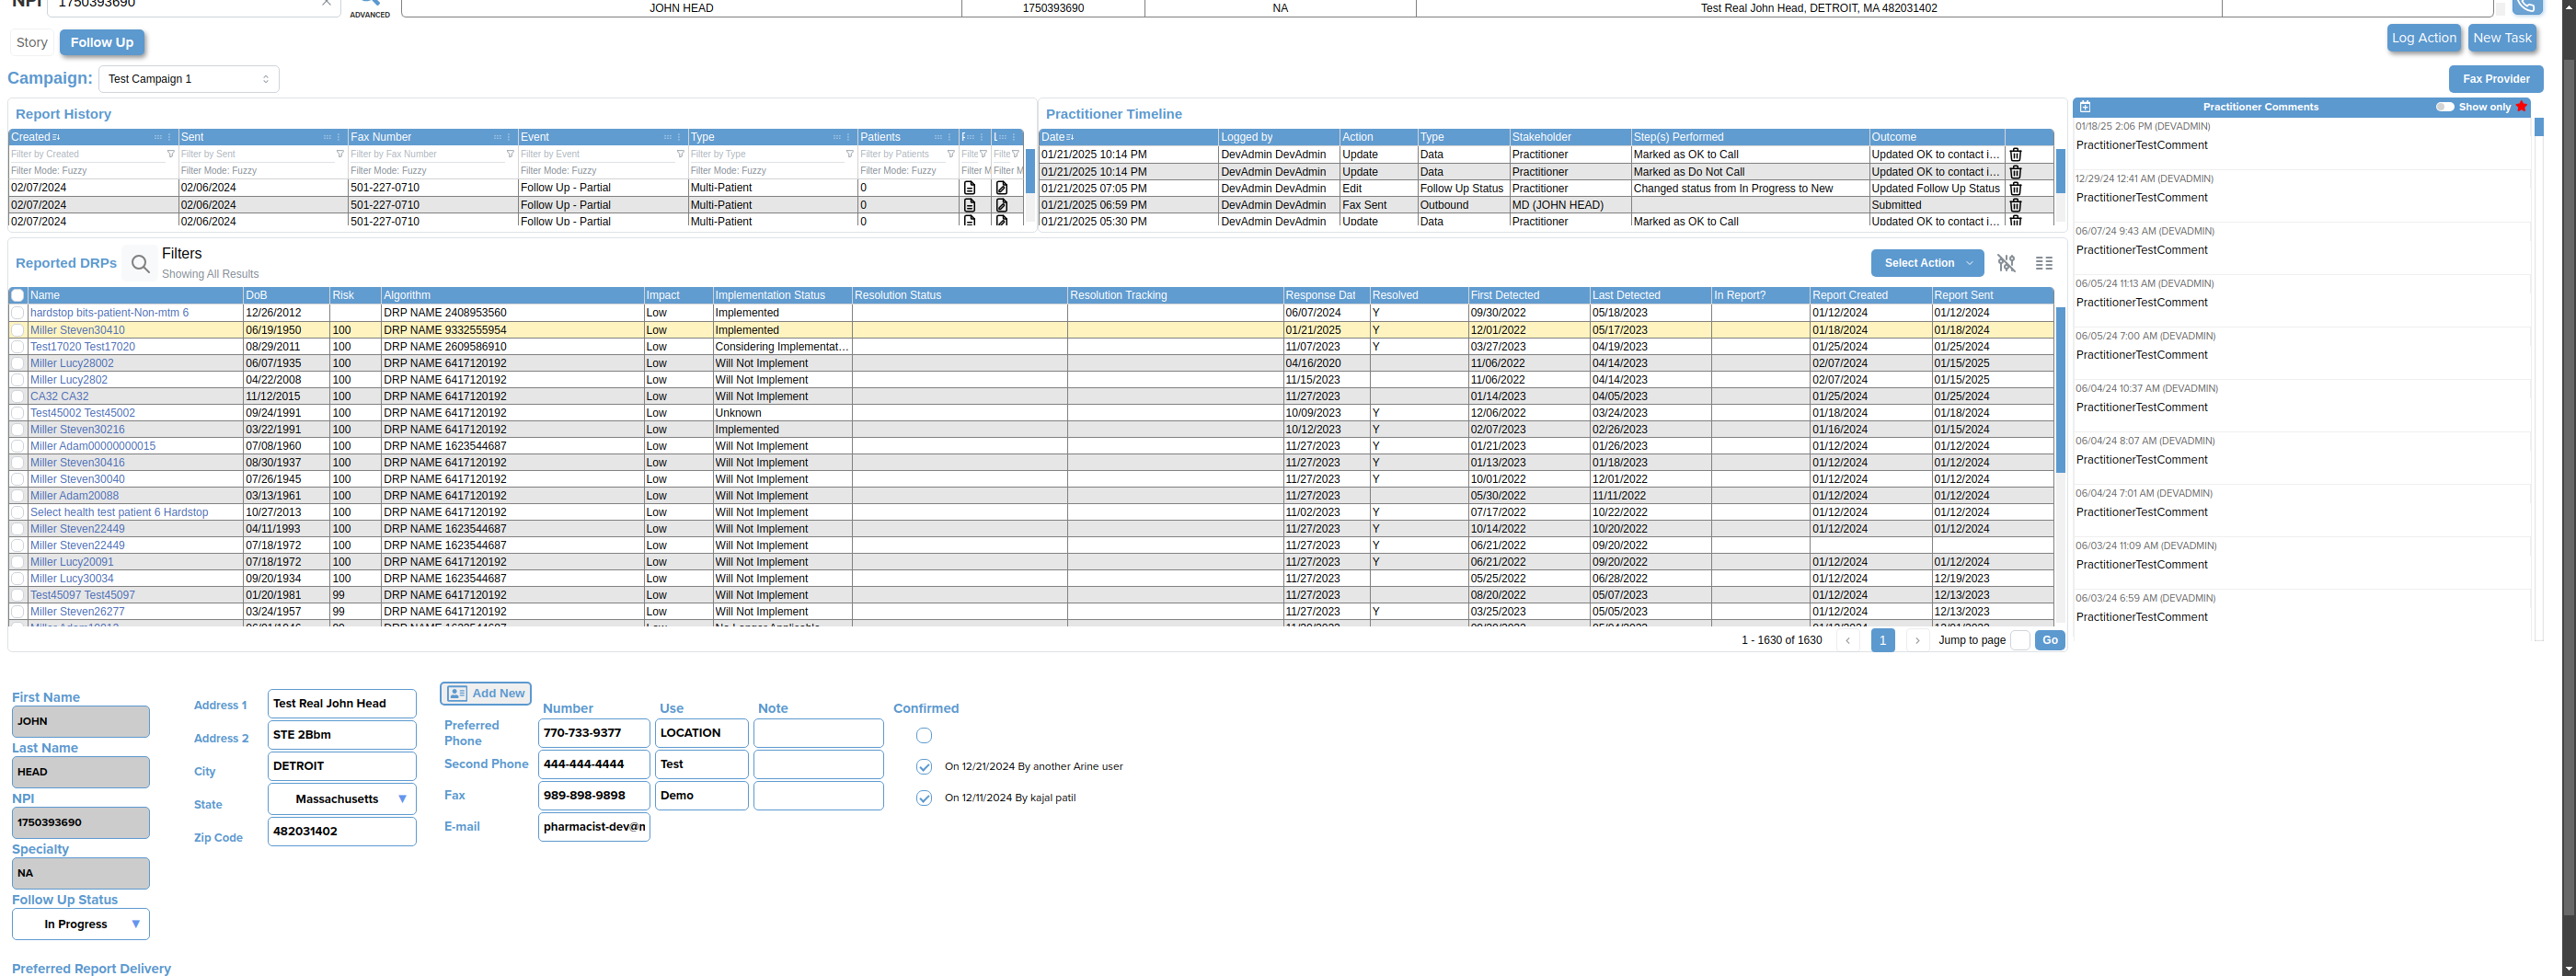 NPI 1750393690
ADVANCED
JOHN HEAD 1750393690 NA Test Real John Head, DETROIT, MA 482031402
Story Follow Up Log Action New Task
Campaign: Test Campaign 1 Fax Provider
Report History
Created Sent Fax Number Event Type Patients
Filter by Created Filter by Sent Filter by Fax Number Filter by Event Filter by Type Filter by Patients Filte Filte
Filter Mode: Fuzzy Filter Mode: Fuzzy Filter Mode: Fuzzy Filter Mode: Fuzzy Filter Mode: Fuzzy Filter Mode: Fuzzy Filter M Filter M
02/07/2024 02/06/2024 501-227-0710 Follow Up - Partial Multi-Patient 0
02/07/2024 02/06/2024 501-227-0710 Follow Up - Partial Multi-Patient 0
02/07/2024 02/06/2024 501-227-0710 Follow Up - Partial Multi-Patient 0
Practitioner Timeline
Date Logged by Action Type Stakeholder Step(s) Performed Outcome
01/21/2025 10:14 PM DevAdmin DevAdmin Update Data Practitioner Marked as OK to Call Updated OK to contact i...
01/21/2025 10:14 PM DevAdmin DevAdmin Update Data Practitioner Marked as Do Not Call Updated OK to contact i...
01/21/2025 07:05 PM DevAdmin DevAdmin Edit Follow Up Status Practitioner Changed status from In Progress to New Updated Follow Up Status
01/21/2025 06:59 PM DevAdmin DevAdmin Fax Sent Outbound MD (JOHN HEAD) Submitted
01/21/2025 05:30 PM DevAdmin DevAdmin Update Data Practitioner Marked as OK to Call Updated OK to contact i...
Practitioner Comments Show only
01/18/25 2:06 PM (DEVADMIN)
PractitionerTestComment
12/29/24 12:41 AM (DEVADMIN)
PractitionerTestComment
06/07/24 9:43 AM (DEVADMIN)
PractitionerTestComment
06/05/24 11:13 AM (DEVADMIN)
PractitionerTestComment
06/05/24 7:00 AM (DEVADMIN)
PractitionerTestComment
06/04/24 10:37 AM (DEVADMIN)
PractitionerTestComment
06/04/24 8:07 AM (DEVADMIN)
PractitionerTestComment
06/04/24 7:01 AM (DEVADMIN)
PractitionerTestComment
06/03/24 11:09 AM (DEVADMIN)
PractitionerTestComment
06/03/24 6:59 AM (DEVADMIN)
PractitionerTestComment
Reported DRPs Filters
Showing All Results
Select Action
Name DoB Risk Algorithm Impact Implementation Status Resolution Status Resolution Tracking Response Dat Resolved First Detected Last Detected In Report? Report Created Report Sent
hardstop bits-patient-Non-mtm 6 12/26/2012 DRP NAME 2408953560 Low Implemented 06/07/2024 Y 09/30/2022 05/18/2023 01/12/2024 01/12/2024
Miller Steven30410 06/19/1950 100 DRP NAME 9332555954 Low Implemented 01/21/2025 Y 12/01/2022 05/17/2023 01/18/2024 01/18/2024
Test17020 Test17020 08/29/2011 100 DRP NAME 2609586910 Low Considering Implementat... 11/07/2023 Y 03/27/2023 04/19/2023 01/25/2024 01/25/2024
Miller Lucy28002 06/07/1935 100 DRP NAME 6417120192 Low Will Not Implement 04/16/2020 11/06/2022 04/14/2023 02/07/2024 01/15/2025
Miller Lucy2802 04/22/2008 100 DRP NAME 6417120192 Low Will Not Implement 11/15/2023 11/06/2022 04/14/2023 02/07/2024 01/15/2025
CA32 CA32 11/12/2015 100 DRP NAME 6417120192 Low Will Not Implement 11/27/2023 01/14/2023 04/05/2023 01/25/2024 01/25/2024
Test45002 Test45002 09/24/1991 100 DRP NAME 6417120192 Low Unknown 10/09/2023 Y 12/06/2022 03/24/2023 01/18/2024 01/18/2024
Miller Steven30216 03/22/1991 100 DRP NAME 6417120192 Low Implemented 10/12/2023 Y 02/07/2023 02/26/2023 01/16/2024 01/15/2024
Miller Adam00000000015 07/08/1960 100 DRP NAME 1623544687 Low Will Not Implement 11/27/2023 Y 01/21/2023 01/26/2023 01/12/2024 01/12/2024
Miller Steven30416 08/30/1937 100 DRP NAME 6417120192 Low Will Not Implement 11/27/2023 Y 01/13/2023 01/18/2023 01/12/2024 01/12/2024
Miller Steven30040 07/26/1945 100 DRP NAME 6417120192 Low Will Not Implement 11/27/2023 Y 10/01/2022 12/01/2022 01/12/2024 01/12/2024
Miller Adam20088 03/13/1961 100 DRP NAME 6417120192 Low Will Not Implement 11/27/2023 05/30/2022 11/11/2022 01/12/2024 01/12/2024
Select health test patient 6 Hardstop 10/27/2013 100 DRP NAME 6417120192 Low Will Not Implement 11/02/2023 Y 07/17/2022 10/22/2022 01/12/2024 01/12/2024
Miller Steven22449 04/11/1993 100 DRP NAME 1623544687 Low Will Not Implement 11/27/2023 Y 10/14/2022 10/20/2022 01/12/2024 01/12/2024
Miller Steven22449 07/18/1972 100 DRP NAME 1623544687 Low Will Not Implement 11/27/2023 Y 06/21/2022 09/20/2022
Miller Lucy20091 07/18/1972 100 DRP NAME 6417120192 Low Will Not Implement 11/27/2023 Y 06/21/2022 09/20/2022 01/12/2024 01/12/2024
Miller Lucy30034 09/20/1934 100 DRP NAME 1623544687 Low Will Not Implement 11/27/2023 05/25/2022 06/28/2022 01/12/2024 12/19/2023
Test45097 Test45097 01/20/1981 99 DRP NAME 6417120192 Low Will Not Implement 11/27/2023 08/20/2022 05/07/2023 01/12/2024 12/13/2023
Miller Steven26277 03/24/1957 99 DRP NAME 6417120192 Low Will Not Implement 11/27/2023 Y 03/25/2023 05/05/2023 01/12/2024 12/13/2023
1 - 1630 of 1630 1 Jump to page Go
First Name
JOHN
Last Name
HEAD
NPI
1750393690
Specialty
NA
Follow Up Status
In Progress
Preferred Report Delivery
Address 1 Test Real John Head
Address 2 STE 2Bbm
City DETROIT
State Massachusetts
Zip Code 482031402
Add New
Number Use Note Confirmed
Preferred Phone 770-733-9377 LOCATION
Second Phone 444-444-4444 Test On 12/21/2024 By another Arine user
Fax 989-898-9898 Demo On 12/11/2024 By kajal patil
E-mail pharmacist-dev@n